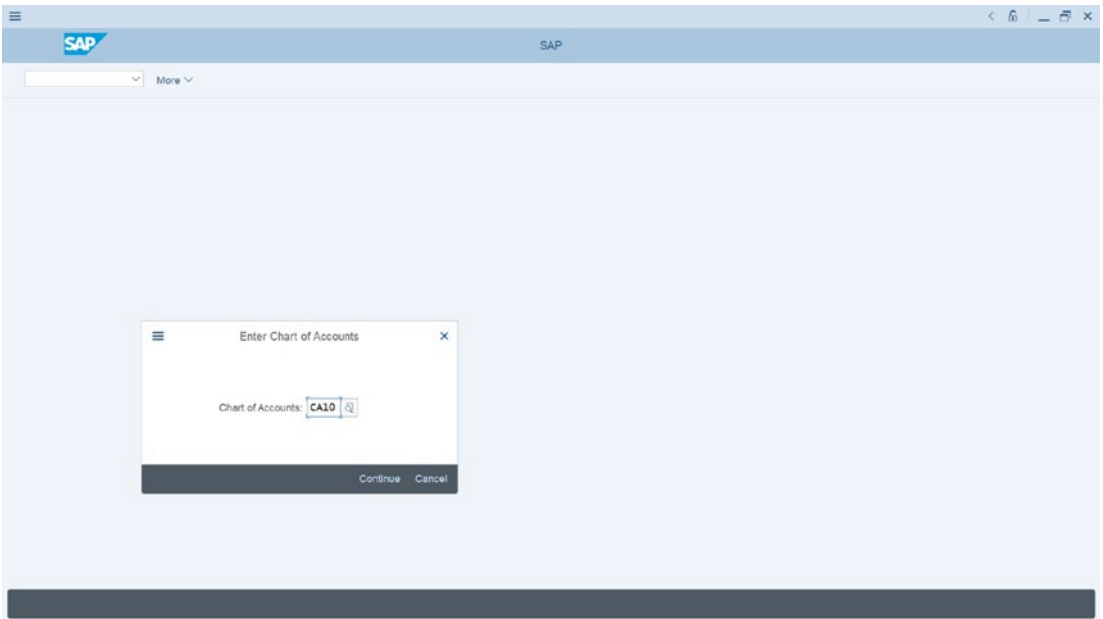 SAP
SAP
More
Enter Chart of Accounts
Chart of Accounts: CA10
Continue Cancel